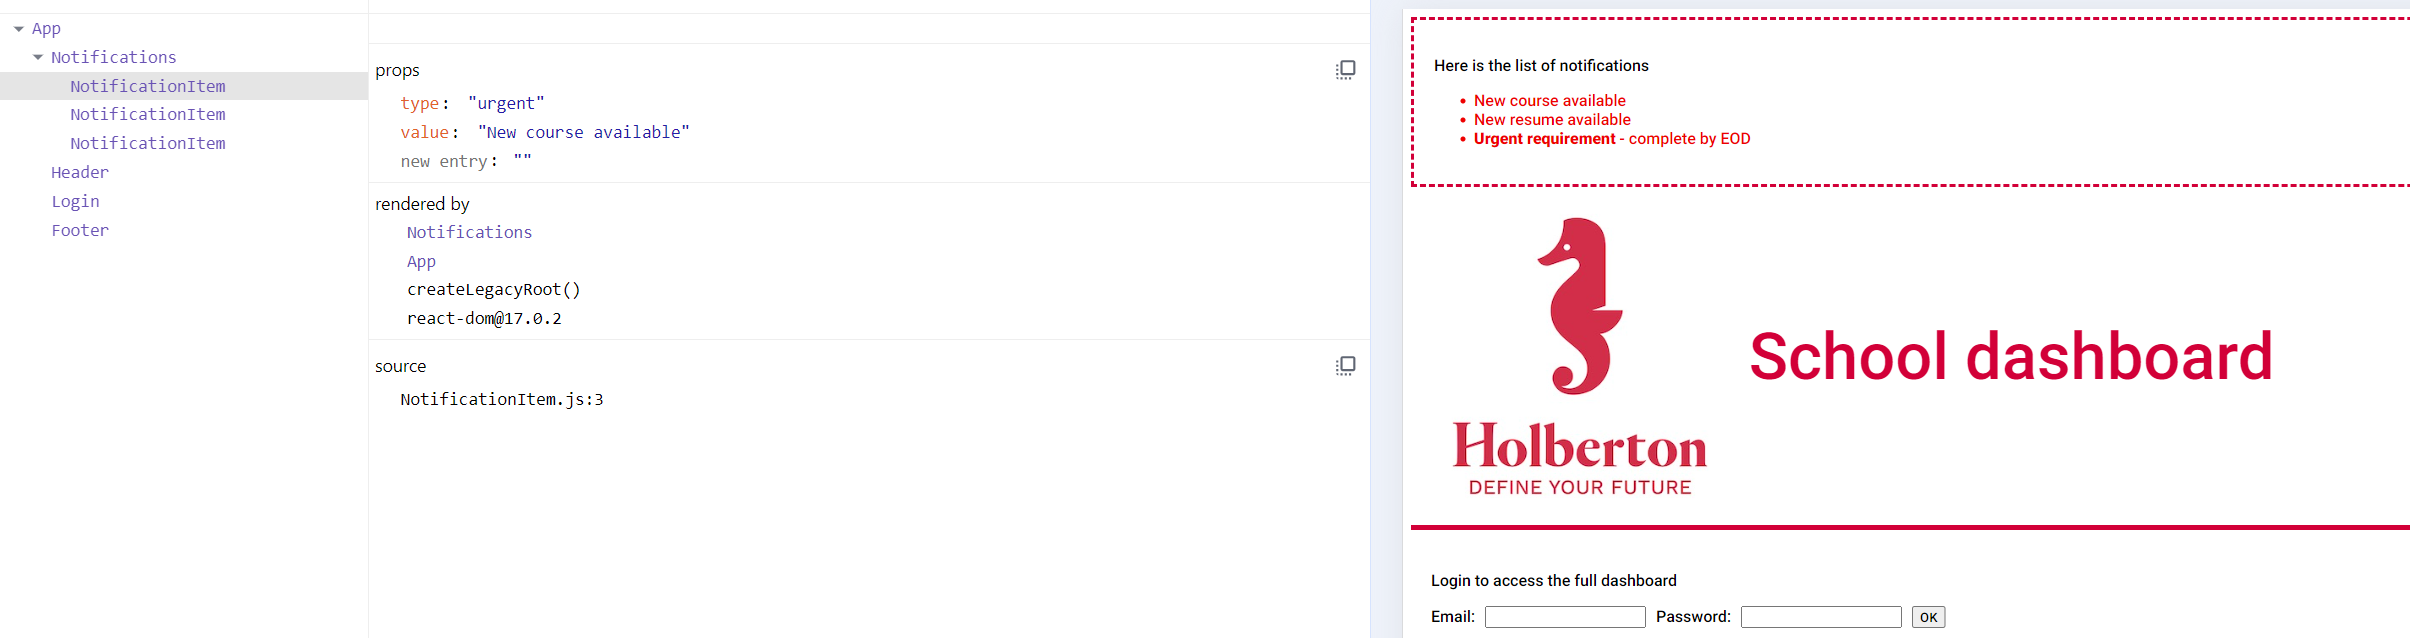 App
Notifications
NotificationItem
NotificationItem
NotificationItem
Header
Login
Footer
props
type: "urgent"
value: "New course available"
new entry: ""
rendered by
Notifications
App
createLegacyRoot()
react-dom@17.0.2
source
NotificationItem.js:3
Here is the list of notifications
• New course available
• New resume available
• Urgent requirement - complete by EOD
School dashboard
Holberton
DEFINE YOUR FUTURE
Login to access the full dashboard
Email: Password: OK